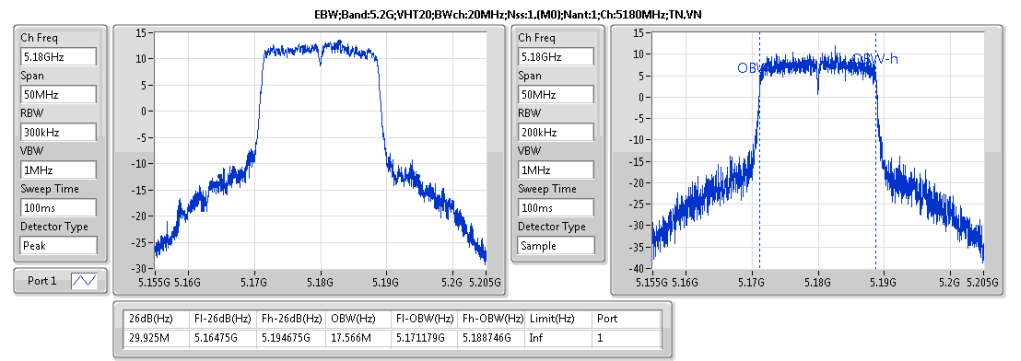 EBW;Band:5.2G;VHT20;BWch:20MHz;Nss:1,(M0);Nant:1;Ch:5180MHz;TN,VN
Ch Freq
5.18GHz
Span
50MHz
RBW
300kHz
VBW
1MHz
Sweep Time
100ms
Detector Type
Peak
Port 1
15
10
5
0
-5
-10
-15
-20
-25
-30
5.155G 5.16G 5.17G 5.18G 5.19G 5.2G 5.205G
Ch Freq
5.18GHz
Span
50MHz
RBW
200kHz
VBW
1MHz
Sweep Time
100ms
Detector Type
Sample
15
10
5
0
-5
-10
-15
-20
-25
-30
-35
-40
OBW-h
5.155G 5.16G 5.17G 5.18G 5.19G 5.2G 5.205G
26dB(Hz) Fl-26dB(Hz) Fh-26dB(Hz) OBW(Hz) Fl-OBW(Hz) Fh-OBW(Hz) Limit(Hz) Port
29.925M 5.16475G 5.194675G 17.566M 5.171179G 5.188746G Inf 1